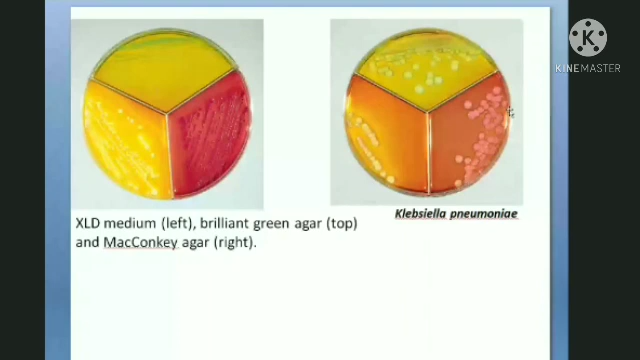 K
KINEMASTER
XLD medium (left), brilliant green agar (top)
and MacConkey agar (right).
Klebsiella pneumoniae